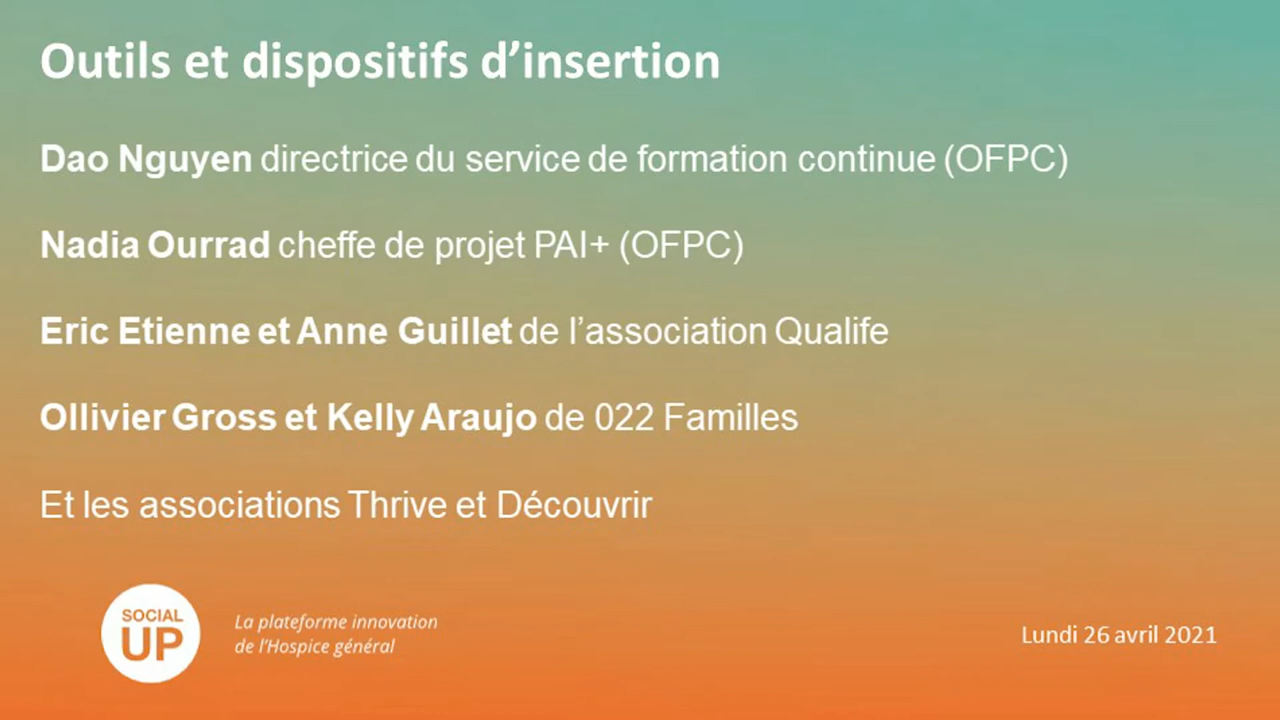 Outils et dispositifs d’insertion
Dao Nguyen directrice du service de formation continue (OFPC)
Nadia Ourrad cheffe de projet PAI+ (OFPC)
Eric Etienne et Anne Guillet de l’association Qualife
Ollivier Gross et Kelly Araujo de 022 Familles
Et les associations Thrive et Découvrir
SOCIAL
UP
La plateforme innovation
de l’Hospice général
Lundi 26 avril 2021